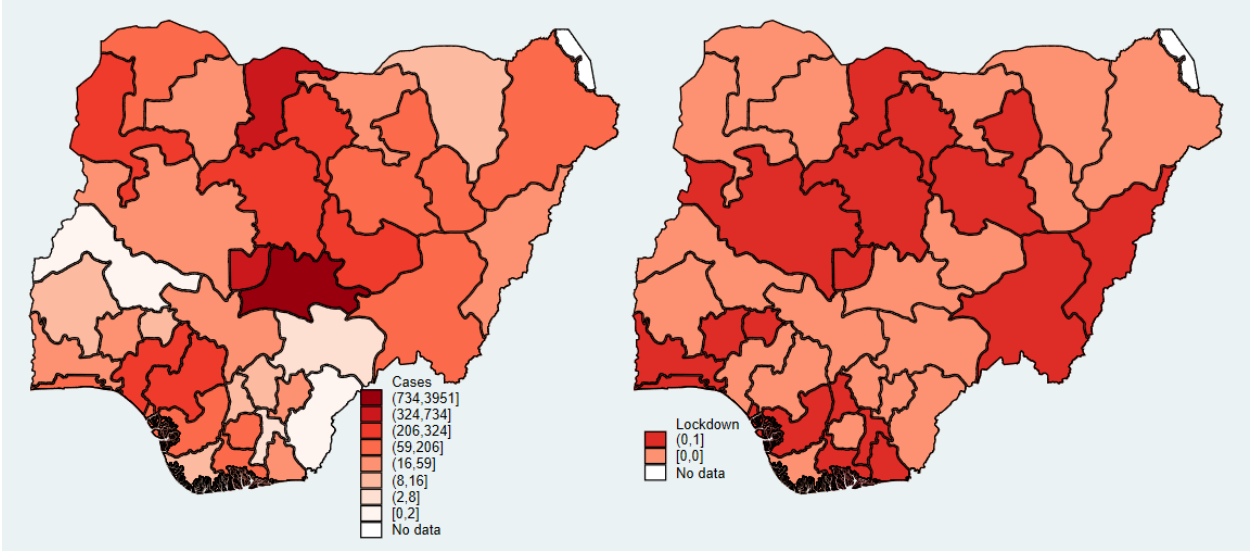 Cases
(734,3951]
(324,734]
(206,324]
(59,206]
(16,59]
(8,16]
(2,8]
[0,2]
No data
Lockdown
(0,1]
[0,0]
No data